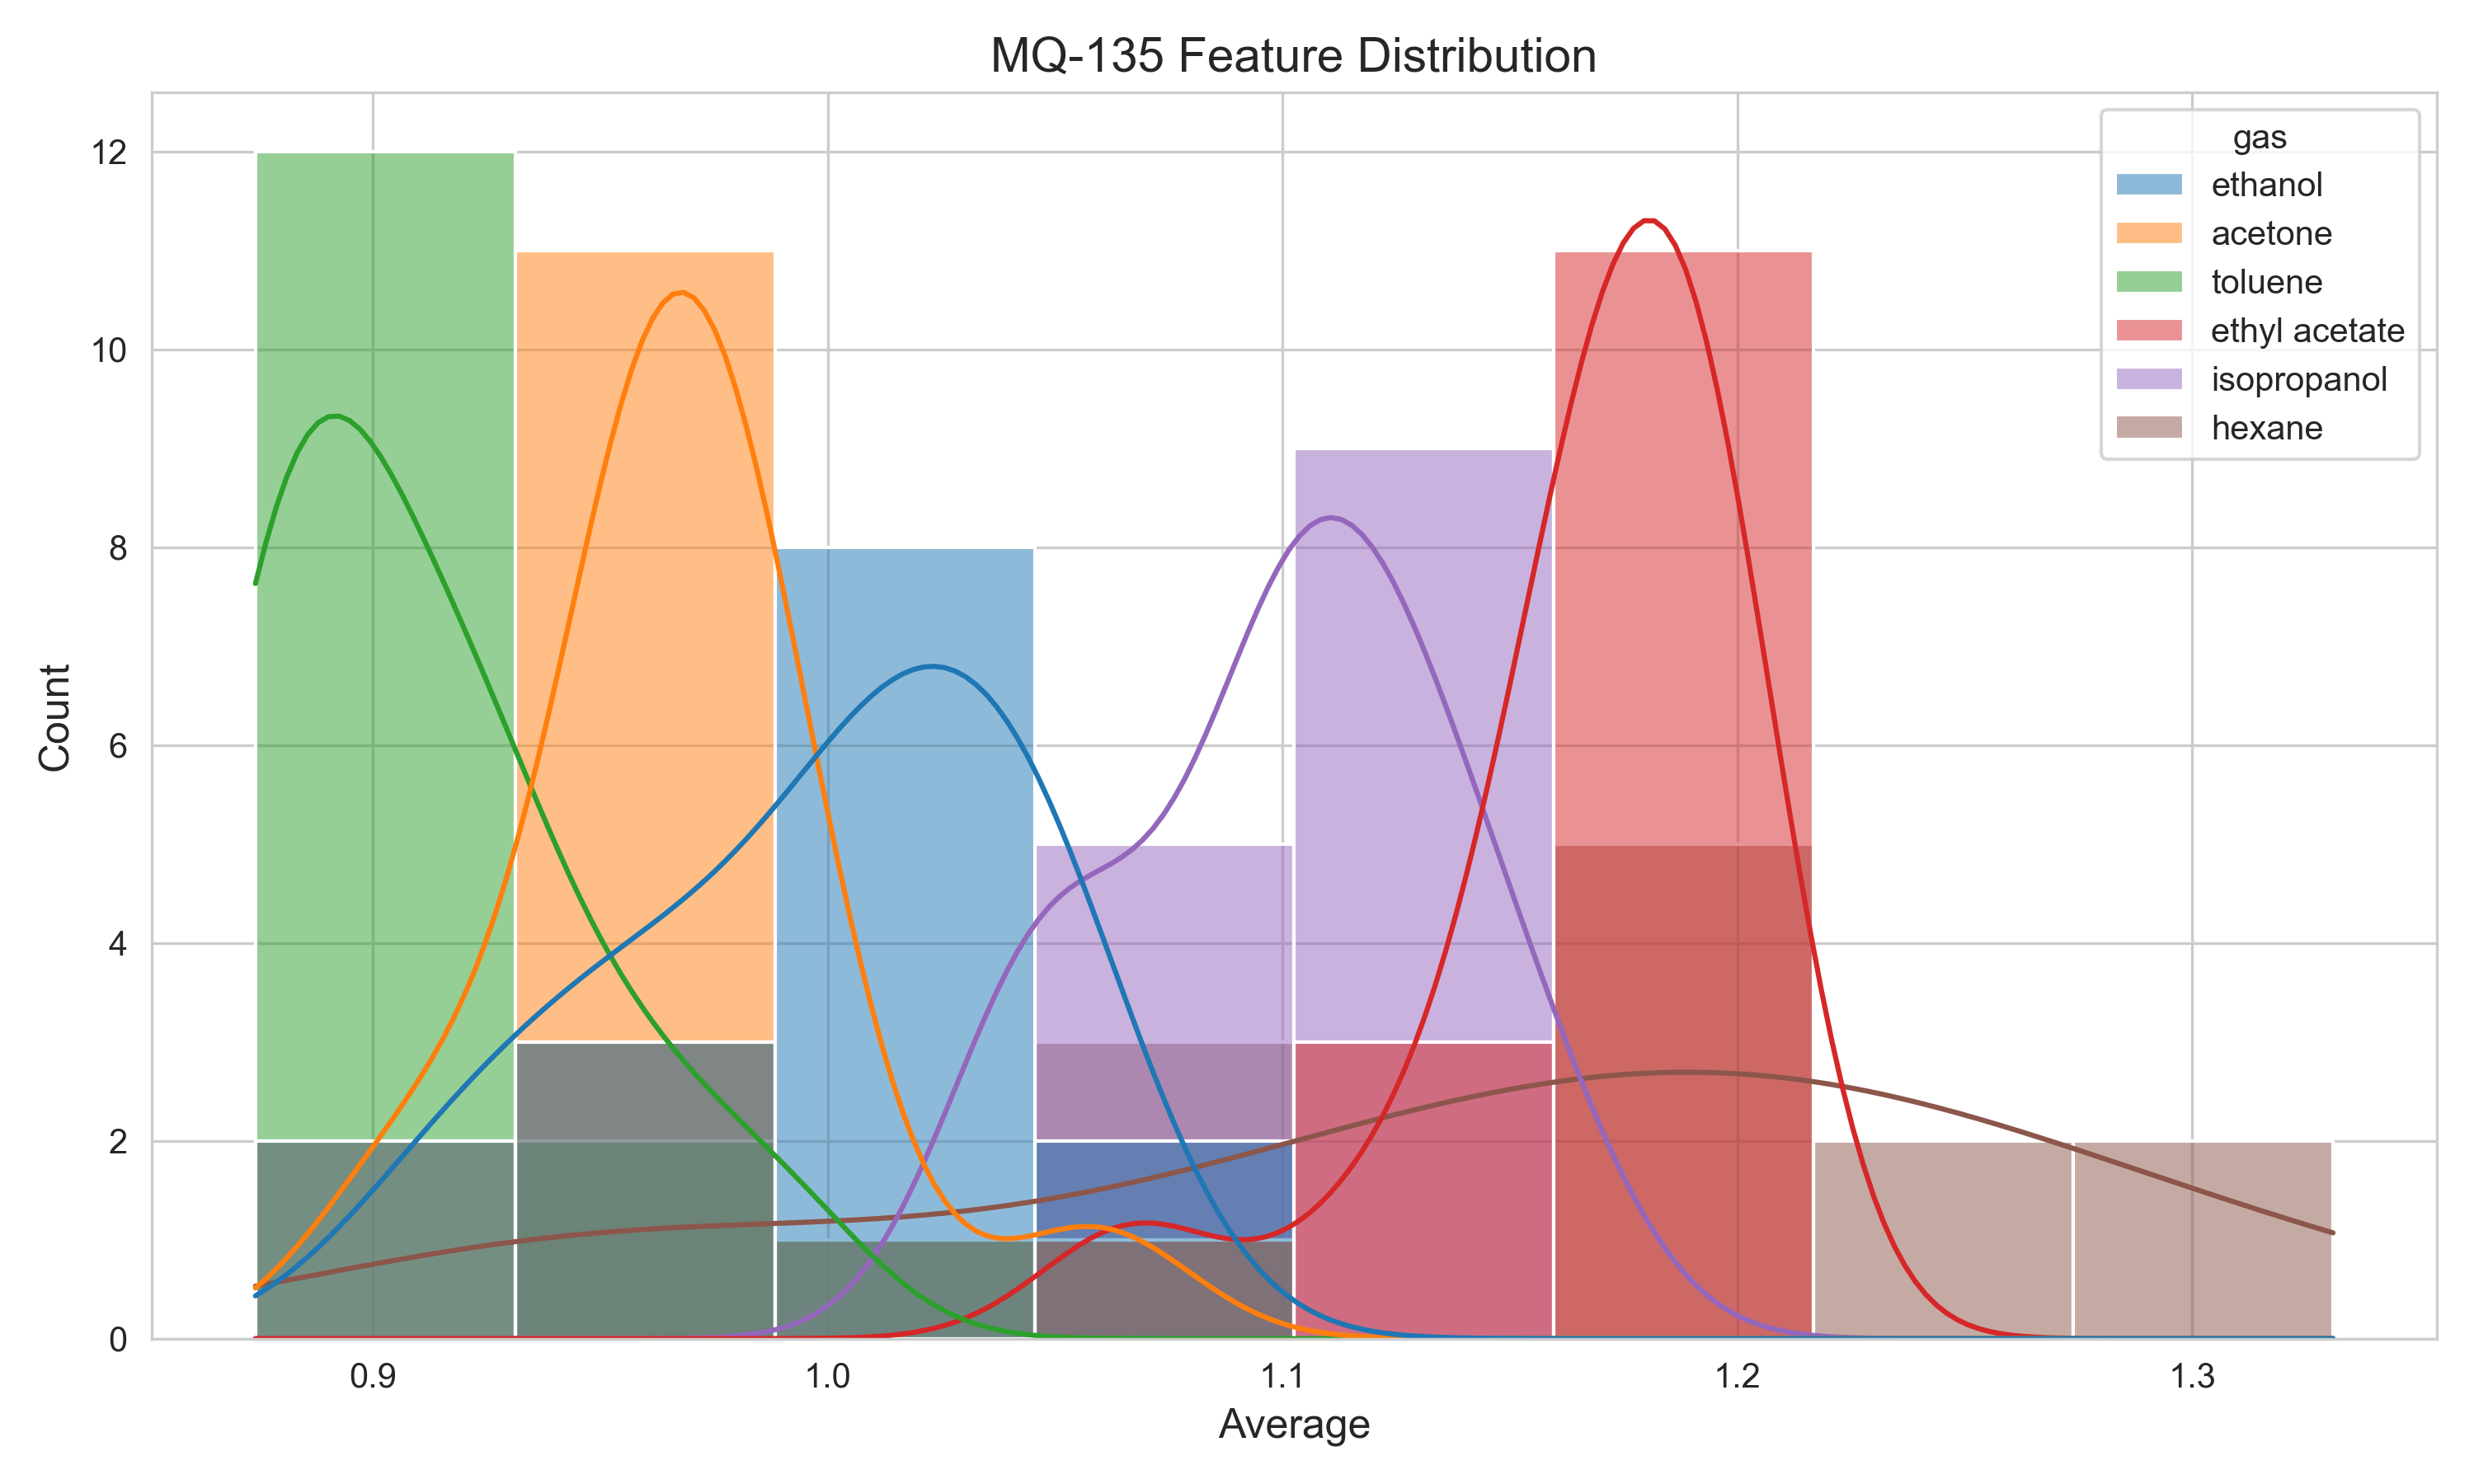 MQ-135 Feature Distribution
gas
ethanol
acetone
toluene
ethyl acetate
isopropanol
hexane
Count
12
10
8
6
4
2
0
0.9 1.0 1.1 1.2 1.3
Average